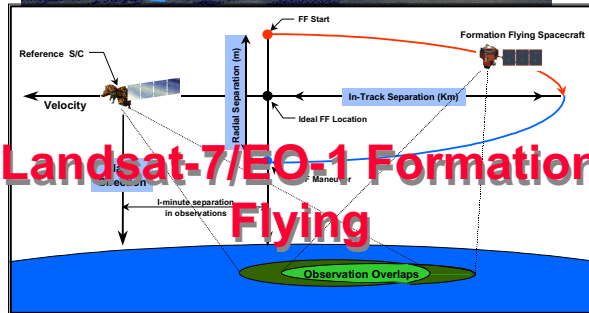 FF Start
Formation Flying Spacecraft
Reference S/C
Radial Separation (m)
In-Track Separation (Km)
Velocity
Ideal FF Location
Landsat-7/EO-1 Formation
Flying
Direction
Maneuver
I-minute separation
in observations
Observation Overlaps